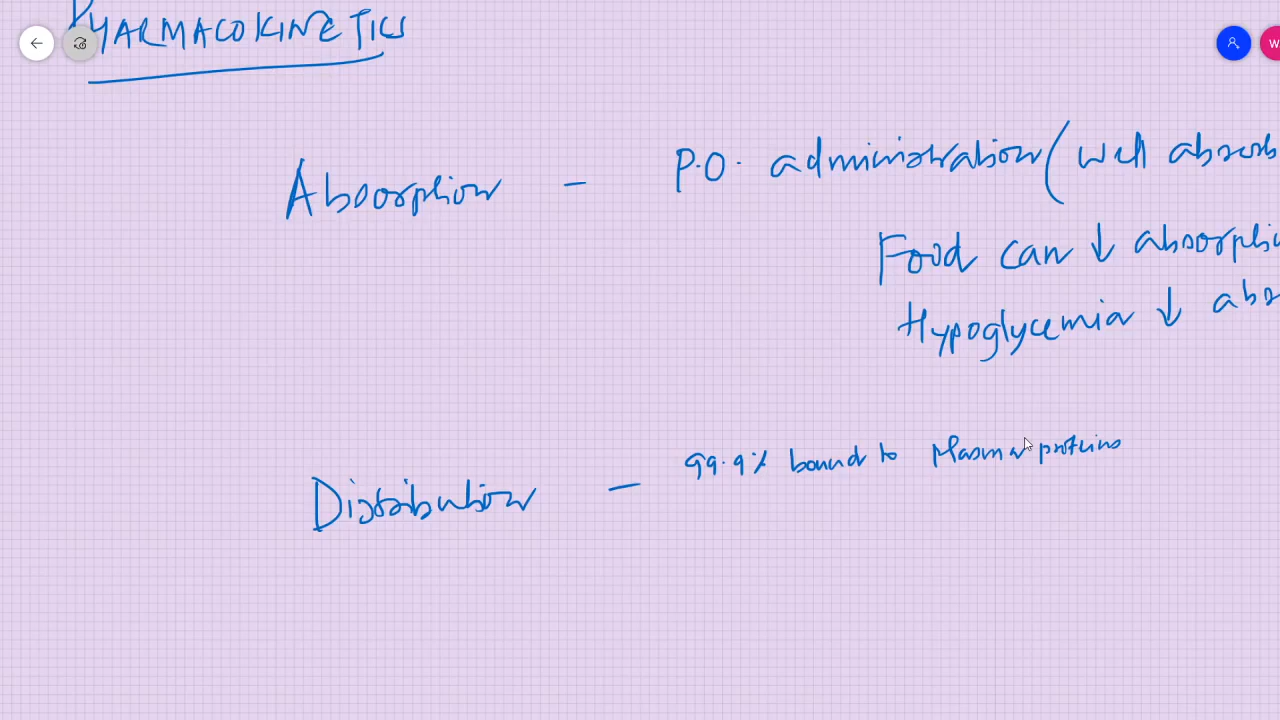 PHARMACOKINETICS
Absorption - P.O. administration (Well absorb
Food can ↓ absorptio
Hypoglycemia ↓ abs
Distribution - 99.9% bound to plasma proteins
W